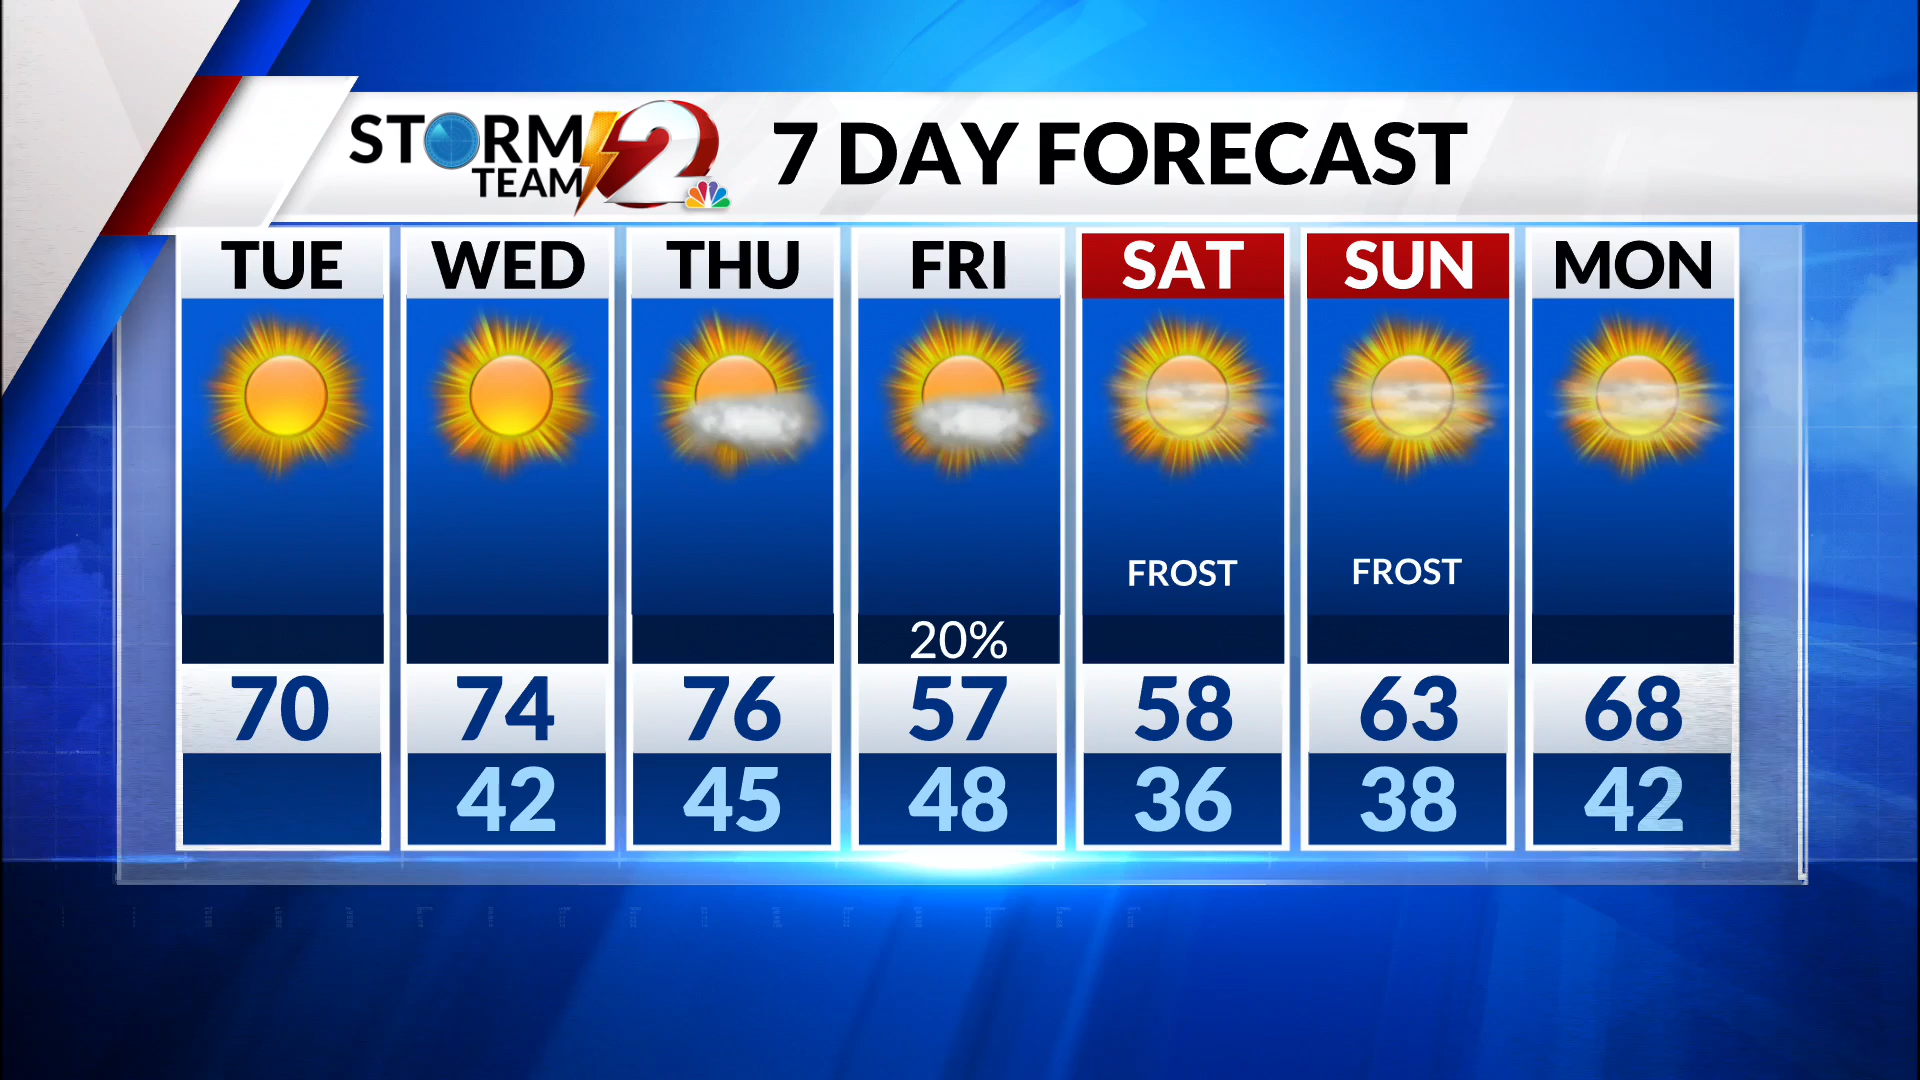 STORM
TEAM
2
7 DAY FORECAST
TUE WED THU FRI SAT SUN MON
FROST FROST
20%
70 74 76 57 58 63 68
42 45 48 36 38 42